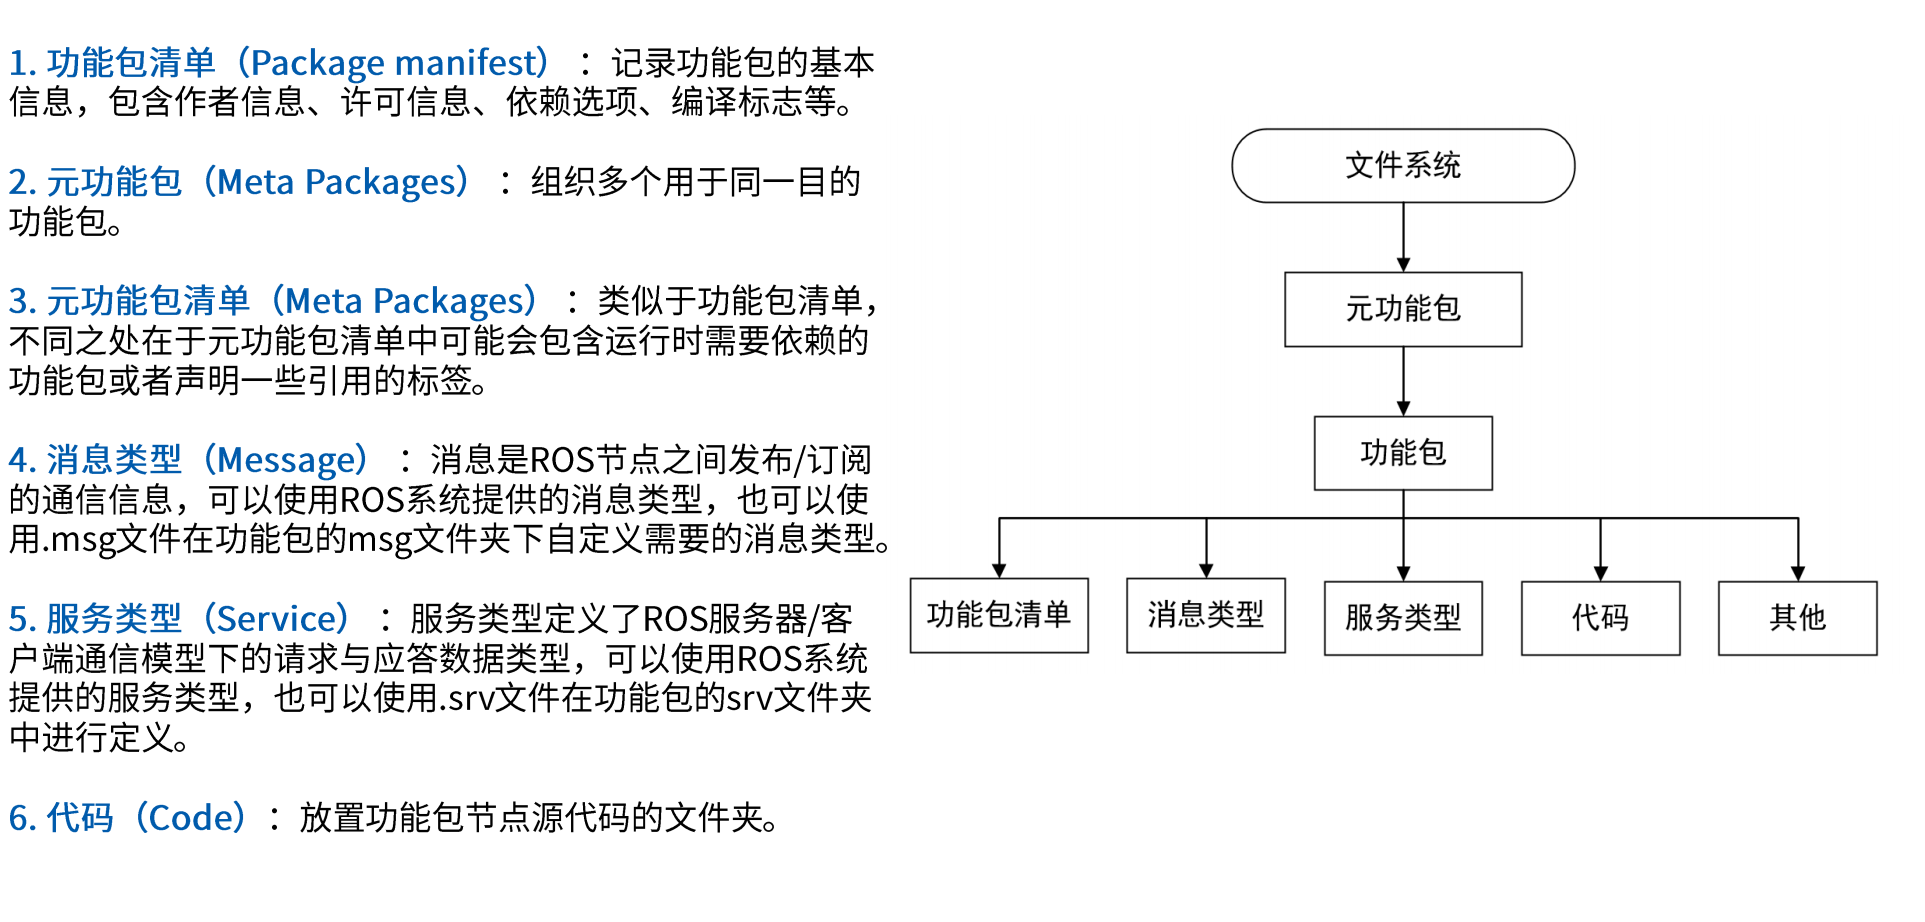 1. 功能包清单（Package manifest）：记录功能包的基本
信息，包含作者信息、许可信息、依赖选项、编译标志等。
2. 元功能包（Meta Packages）：组织多个用于同一目的
功能包。
3. 元功能包清单（Meta Packages）：类似于功能包清单，
不同之处在于元功能包清单中可能会包含运行时需要依赖的
功能包或者声明一些引用的标签。
4. 消息类型（Message）：消息是ROS节点之间发布/订阅
的通信信息，可以使用ROS系统提供的消息类型，也可以使
用.msg文件在功能包的msg文件夹下自定义需要的消息类型。
5. 服务类型（Service）：服务类型定义了ROS服务器/客
户端通信模型下的请求与应答数据类型，可以使用ROS系统
提供的服务类型，也可以使用.srv文件在功能包的srv文件夹
中进行定义。
6. 代码（Code）：放置功能包节点源代码的文件夹。
文件系统
元功能包
功能包
功能包清单
消息类型
服务类型
代码
其他